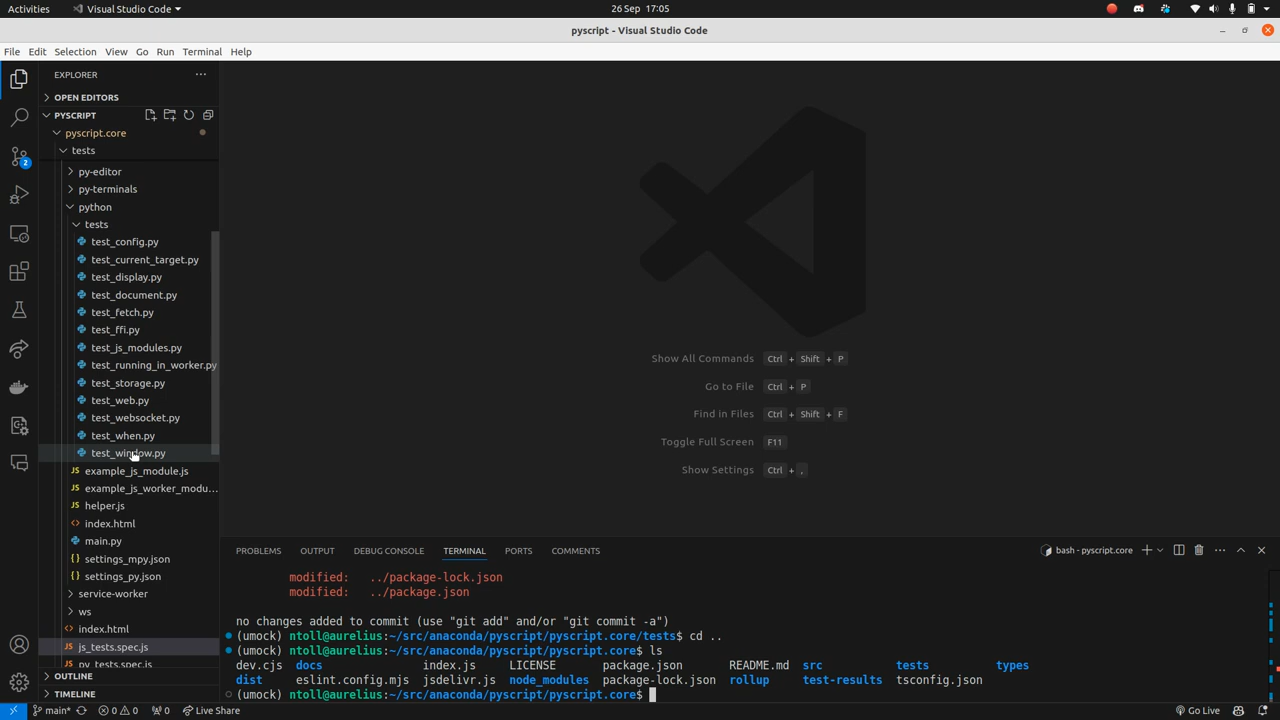 Activities
Visual Studio Code
26 Sep 17:05
pyscript - Visual Studio Code
File Edit Selection View Go Run Terminal Help
EXPLORER
OPEN EDITORS
PYSCRIPT
pyscript.core
tests
py-editor
py-terminals
python
tests
test_config.py
test_current_target.py
test_display.py
test_document.py
test_fetch.py
test_ffi.py
test_js_modules.py
test_running_in_worker.py
test_storage.py
test_web.py
test_websocket.py
test_when.py
test_window.py
JS example_js_module.js
JS example_js_worker_modu...
JS helper.js
<> index.html
main.py
{} settings_mpy.json
{} settings_py.json
service-worker
ws
<> index.html
JS js_tests.spec.js
JS py_tests.spec.js
OUTLINE
TIMELINE
2
Show All Commands Ctrl + Shift + P
Go to File Ctrl + P
Find in Files Ctrl + Shift + F
Toggle Full Screen F11
Show Settings Ctrl + ,
PROBLEMS OUTPUT DEBUG CONSOLE TERMINAL PORTS COMMENTS
bash - pyscript.core
modified: ../package-lock.json
modified: ../package.json
no changes added to commit (use "git add" and/or "git commit -a")
(umock) ntoll@aurelius:~/src/anaconda/pyscript/pyscript.core/tests$ cd ..
(umock) ntoll@aurelius:~/src/anaconda/pyscript/pyscript.core$ ls
dev.cjs docs index.js LICENSE package.json README.md src tests types
dist eslint.config.mjs jsdelivr.js node_modules package-lock.json rollup test-results tsconfig.json
(umock) ntoll@aurelius:~/src/anaconda/pyscript/pyscript.core$
main* 0 0 0 Live Share
Go Live